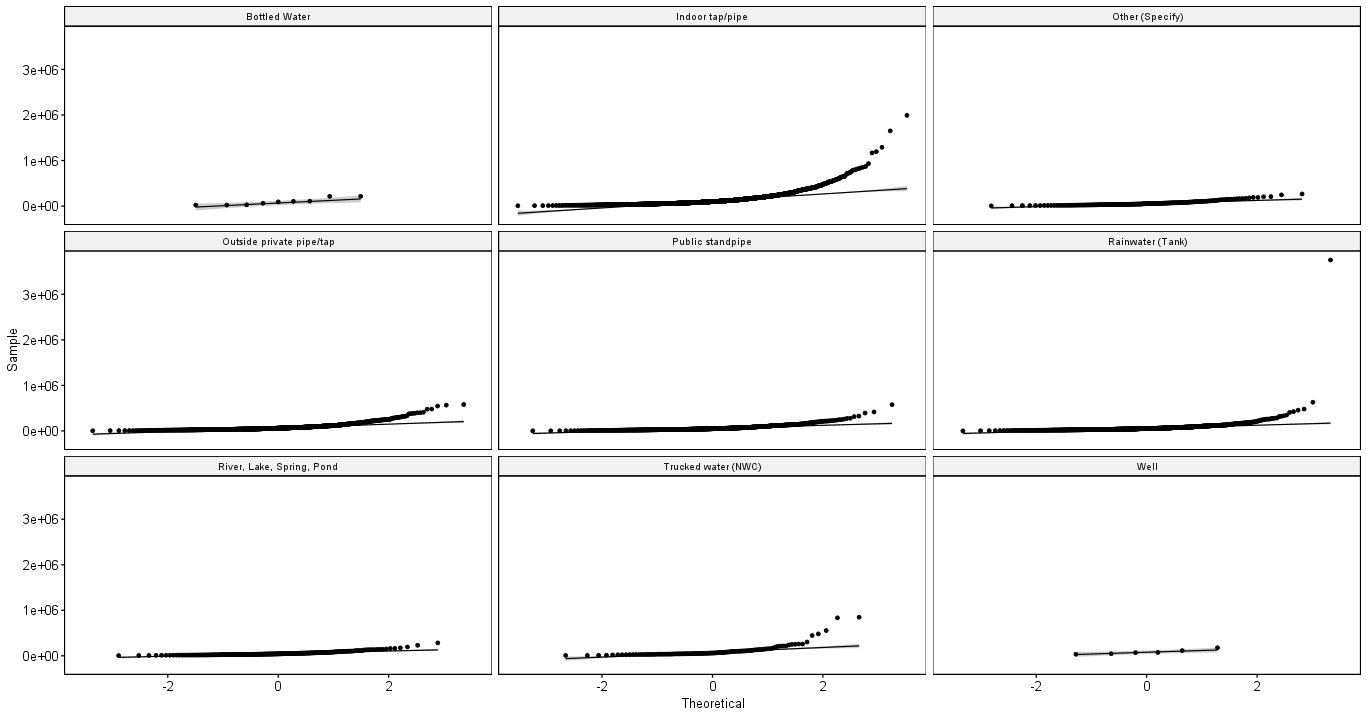 Bottled Water
Indoor tap/pipe
Other (Specify)
3e+06
2e+06
1e+06
0e+00
Outside private pipe/tap
Public standpipe
Rainwater (Tank)
3e+06
2e+06
1e+06
0e+00
Sample
River, Lake, Spring, Pond
Trucked water (NWC)
Well
3e+06
2e+06
1e+06
0e+00
-2 0 2
-2 0 2
-2 0 2
Theoretical